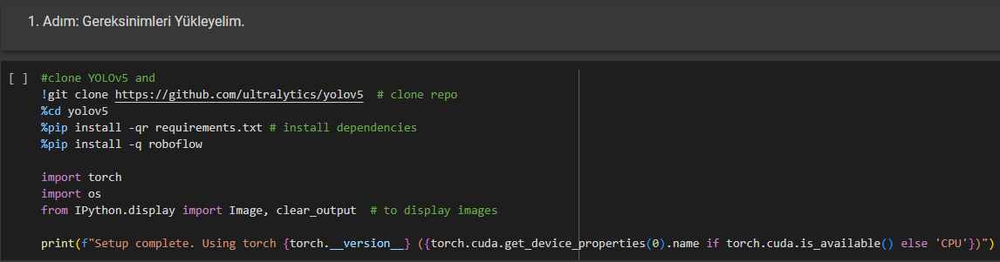 1. Adım: Gereksinimleri Yükleyelim.
[ ] #clone YOLOv5 and
!git clone https://github.com/ultralytics/yolov5  # clone repo
%cd yolov5
%pip install -qr requirements.txt # install dependencies
%pip install -q roboflow
import torch
import os
from IPython.display import Image, clear_output  # to display images
print(f"Setup complete. Using torch {torch.__version__} ({torch.cuda.get_device_properties(0).name if torch.cuda.is_available() else 'CPU'})")